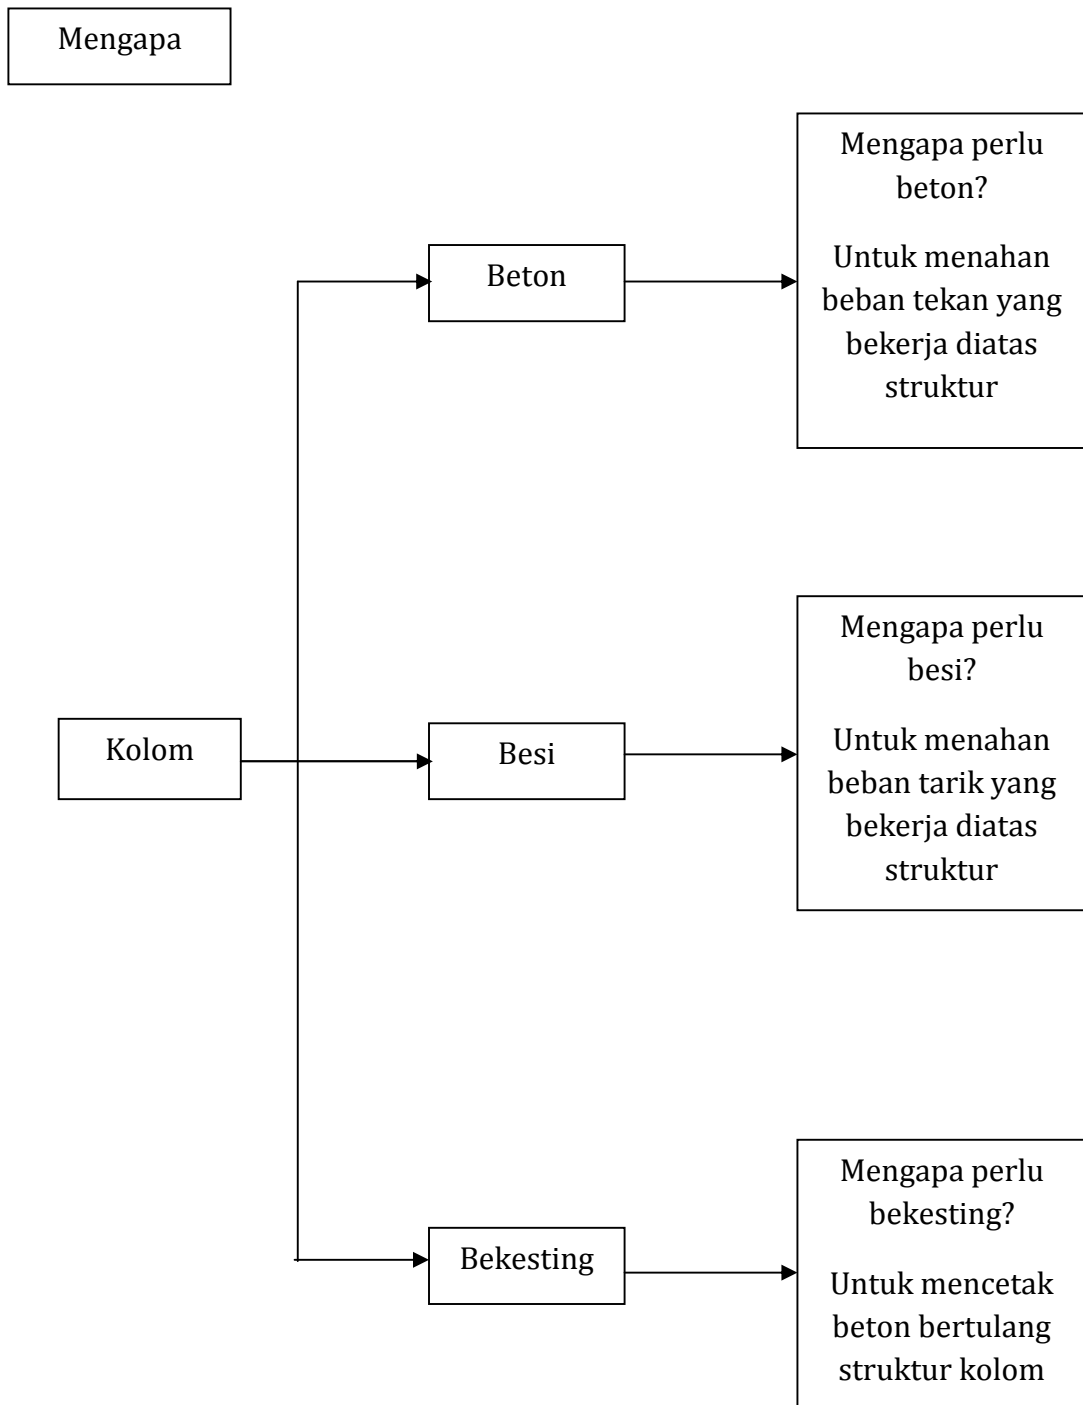 Mengapa
Mengapa perlu
beton?
Untuk menahan
beban tekan yang
bekerja diatas
struktur
Beton
Mengapa perlu
besi?
Untuk menahan
beban tarik yang
bekerja diatas
struktur
Kolom
Besi
Mengapa perlu
bekesting?
Untuk mencetak
beton bertulang
struktur kolom
Bekesting